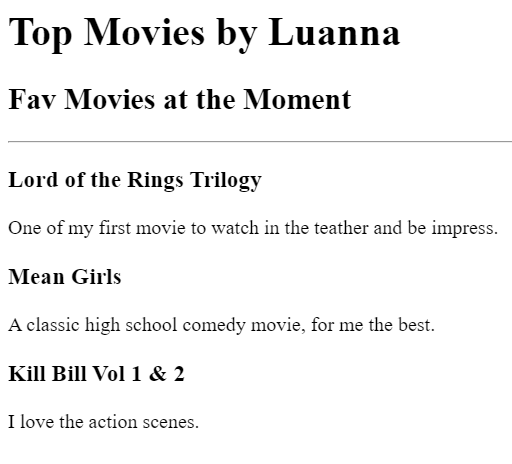 Top Movies by Luanna
Fav Movies at the Moment
Lord of the Rings Trilogy
One of my first movie to watch in the teather and be impress.
Mean Girls
A classic high school comedy movie, for me the best.
Kill Bill Vol 1 & 2
I love the action scenes.